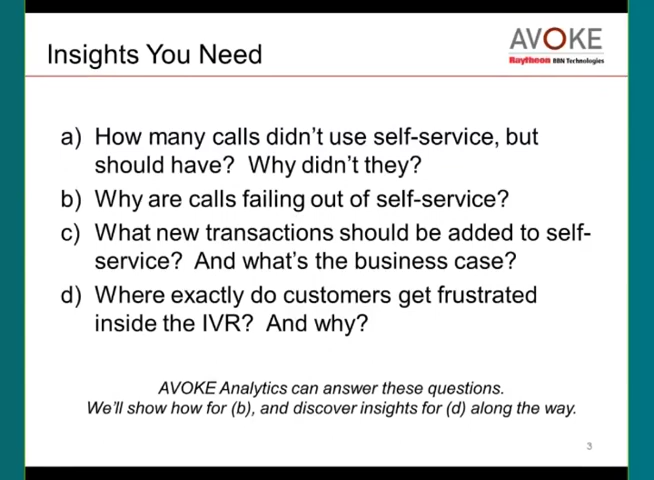 Insights You Need
AVOKE
Raytheon BBN Technologies
a) How many calls didn't use self-service, but
should have? Why didn't they?
b) Why are calls failing out of self-service?
c) What new transactions should be added to self-
service? And what's the business case?
d) Where exactly do customers get frustrated
inside the IVR? And why?
AVOKE Analytics can answer these questions.
We'll show how for (b), and discover insights for (d) along the way.
3